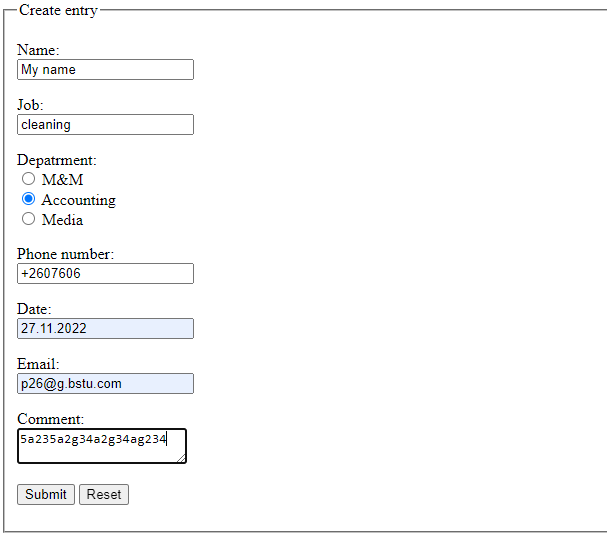 Create entry
Name:
My name
Job:
cleaning
Depatrment:
M&M
Accounting
Media
Phone number:
+2607606
Date:
27.11.2022
Email:
p26@g.bstu.com
Comment:
5a235a2g34a2g34ag234
Submit Reset